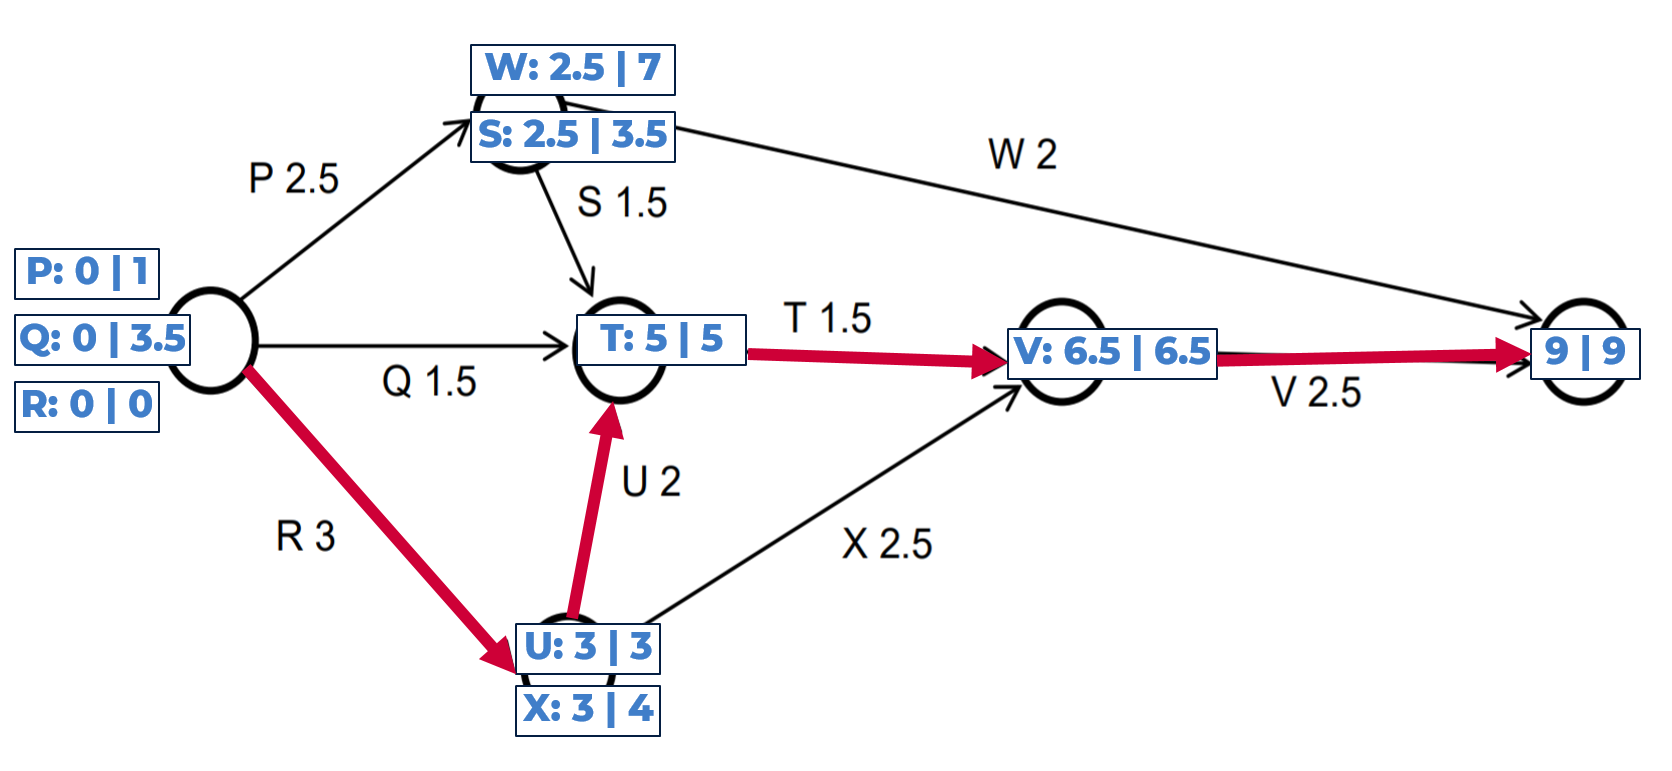 W: 2.5 | 7
S: 2.5 | 3.5
W 2
P 2.5
S 1.5
P: 0 | 1
Q: 0 | 3.5
R: 0 | 0
T: 5 | 5
T 1.5
V: 6.5 | 6.5
9 | 9
Q 1.5
V 2.5
U 2
R 3
X 2.5
U: 3 | 3
X: 3 | 4